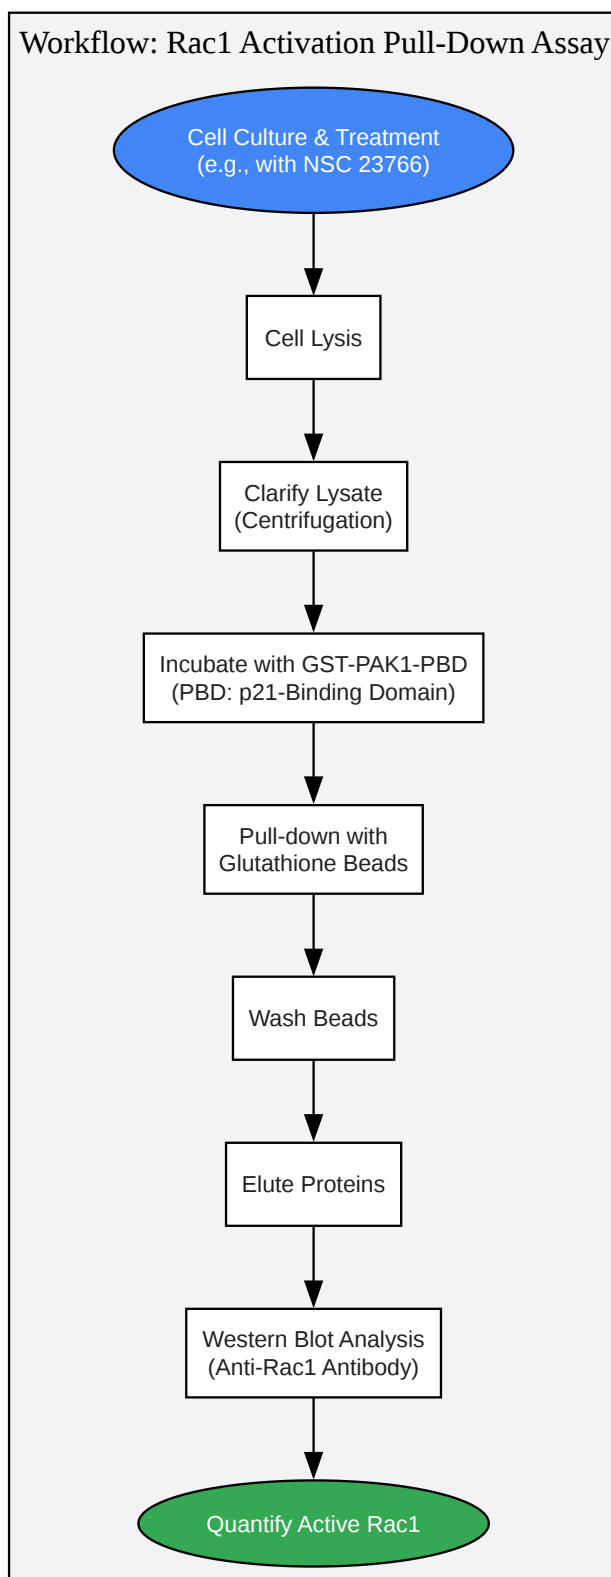 Workflow: Rac1 Activation Pull-Down Assay
Cell Culture & Treatment
(e.g., with NSC 23766)
Cell Lysis
Clarify Lysate
(Centrifugation)
Incubate with GST-PAK1-PBD
(PBD: p21-Binding Domain)
Pull-down with
Glutathione Beads
Wash Beads
Elute Proteins
Western Blot Analysis
(Anti-Rac1 Antibody)
Quantify Active Rac1